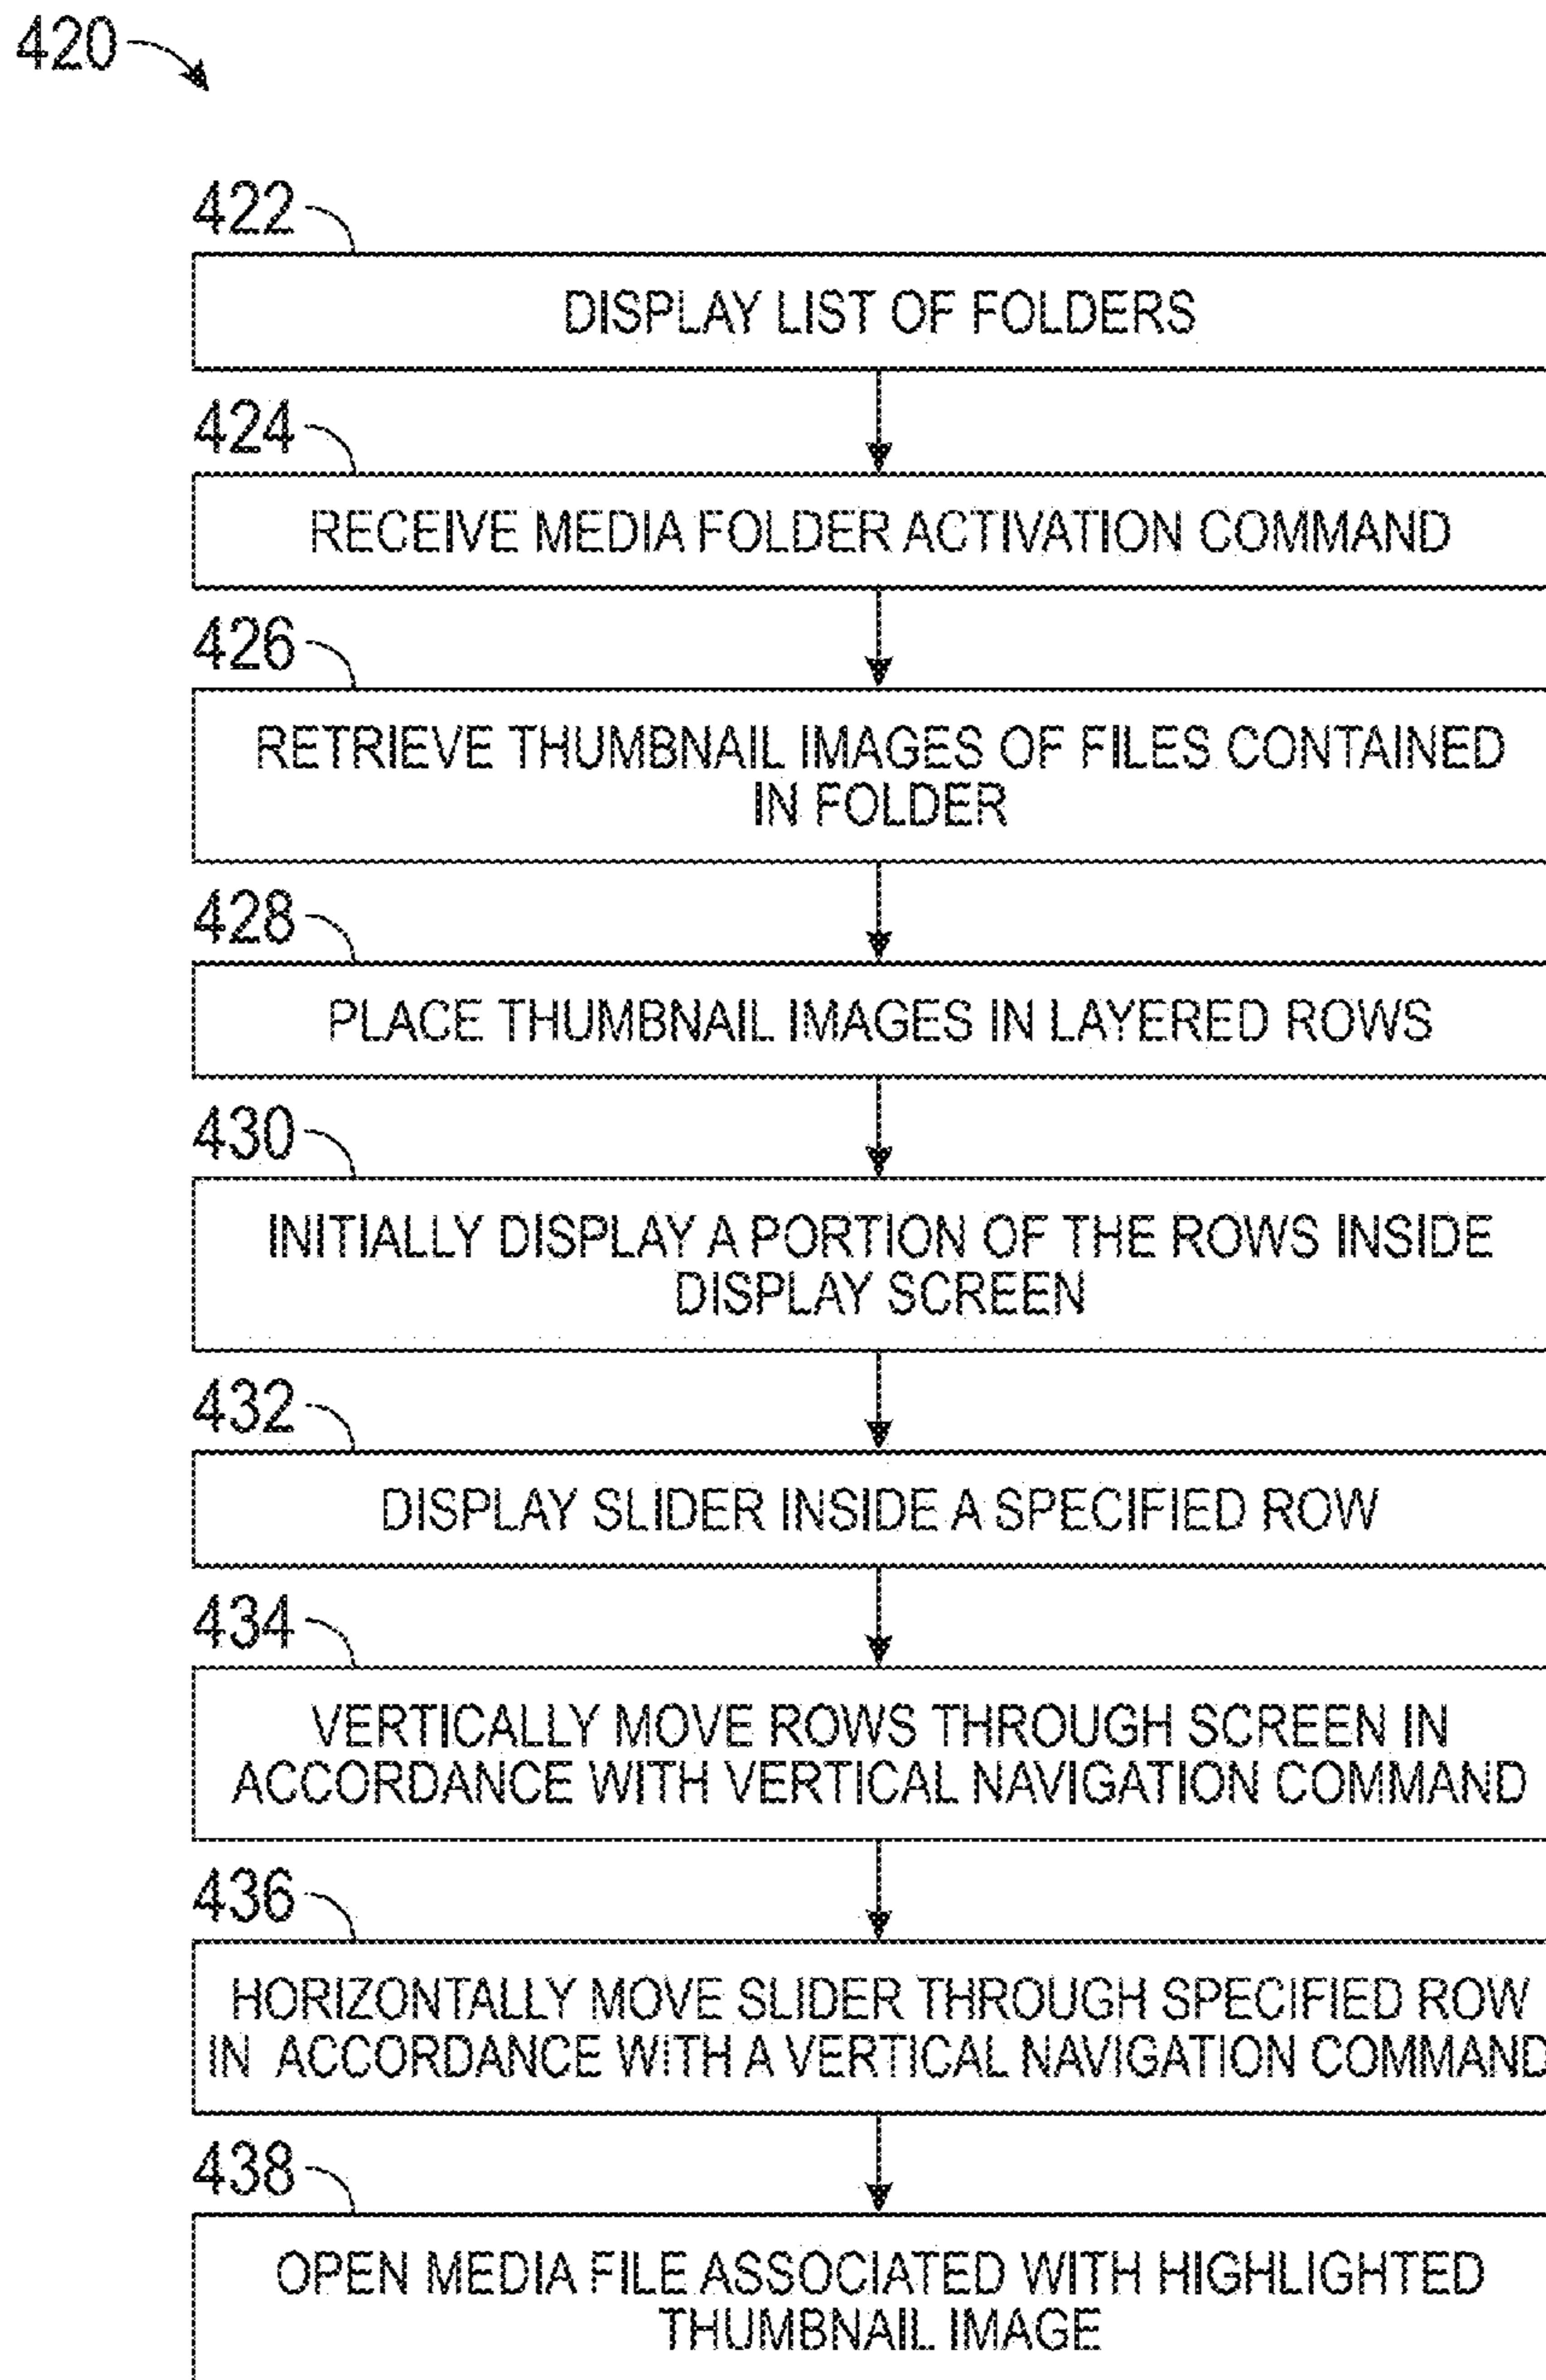 420
422
DISPLAY LIST OF FOLDERS
424
RECEIVE MEDIA FOLDER ACTIVATION COMMAND
426
RETRIEVE THUMBNAIL IMAGES OF FILES CONTAINED
IN FOLDER
428
PLACE THUMBNAIL IMAGES IN LAYERED ROWS
430
INITIALLY DISPLAY A PORTION OF THE ROWS INSIDE
DISPLAY SCREEN
432
DISPLAY SLIDER INSIDE A SPECIFIED ROW
434
VERTICALLY MOVE ROWS THROUGH SCREEN IN
ACCORDANCE WITH VERTICAL NAVIGATION COMMAND
436
HORIZONTALLY MOVE SLIDER THROUGH SPECIFIED ROW
IN ACCORDANCE WITH A VERTICAL NAVIGATION COMMAND
438
OPEN MEDIA FILE ASSOCIATED WITH HIGHLIGHTED
THUMBNAIL IMAGE